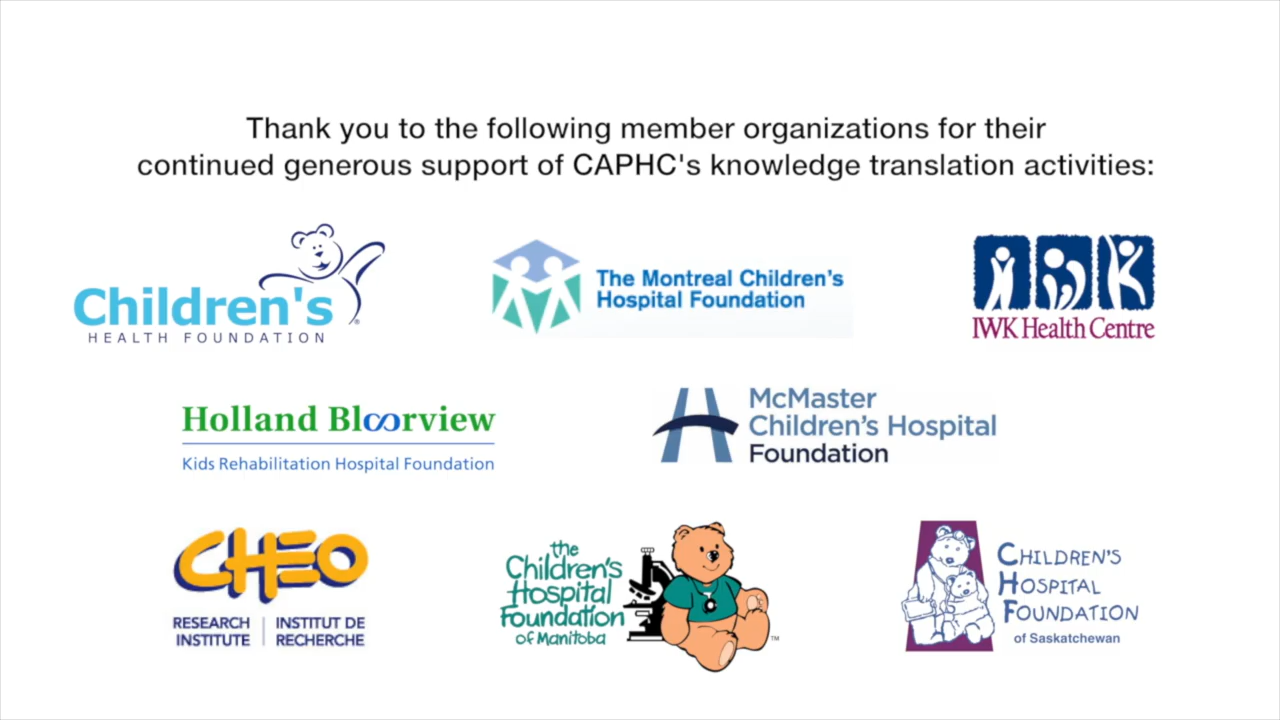 Thank you to the following member organizations for their
continued generous support of CAPHC's knowledge translation activities:
Children's
HEALTH FOUNDATION
®
The Montreal Children's
Hospital Foundation
IWK
IWK Health Centre
Holland Bloorview
Kids Rehabilitation Hospital Foundation
McMaster
Children's Hospital
Foundation
CHEO
RESEARCH INSTITUT DE
INSTITUTE RECHERCHE
the
Children's
Hospital
Foundation
of Manitoba
™
CHILDREN'S
HOSPITAL
FOUNDATION
of Saskatchewan